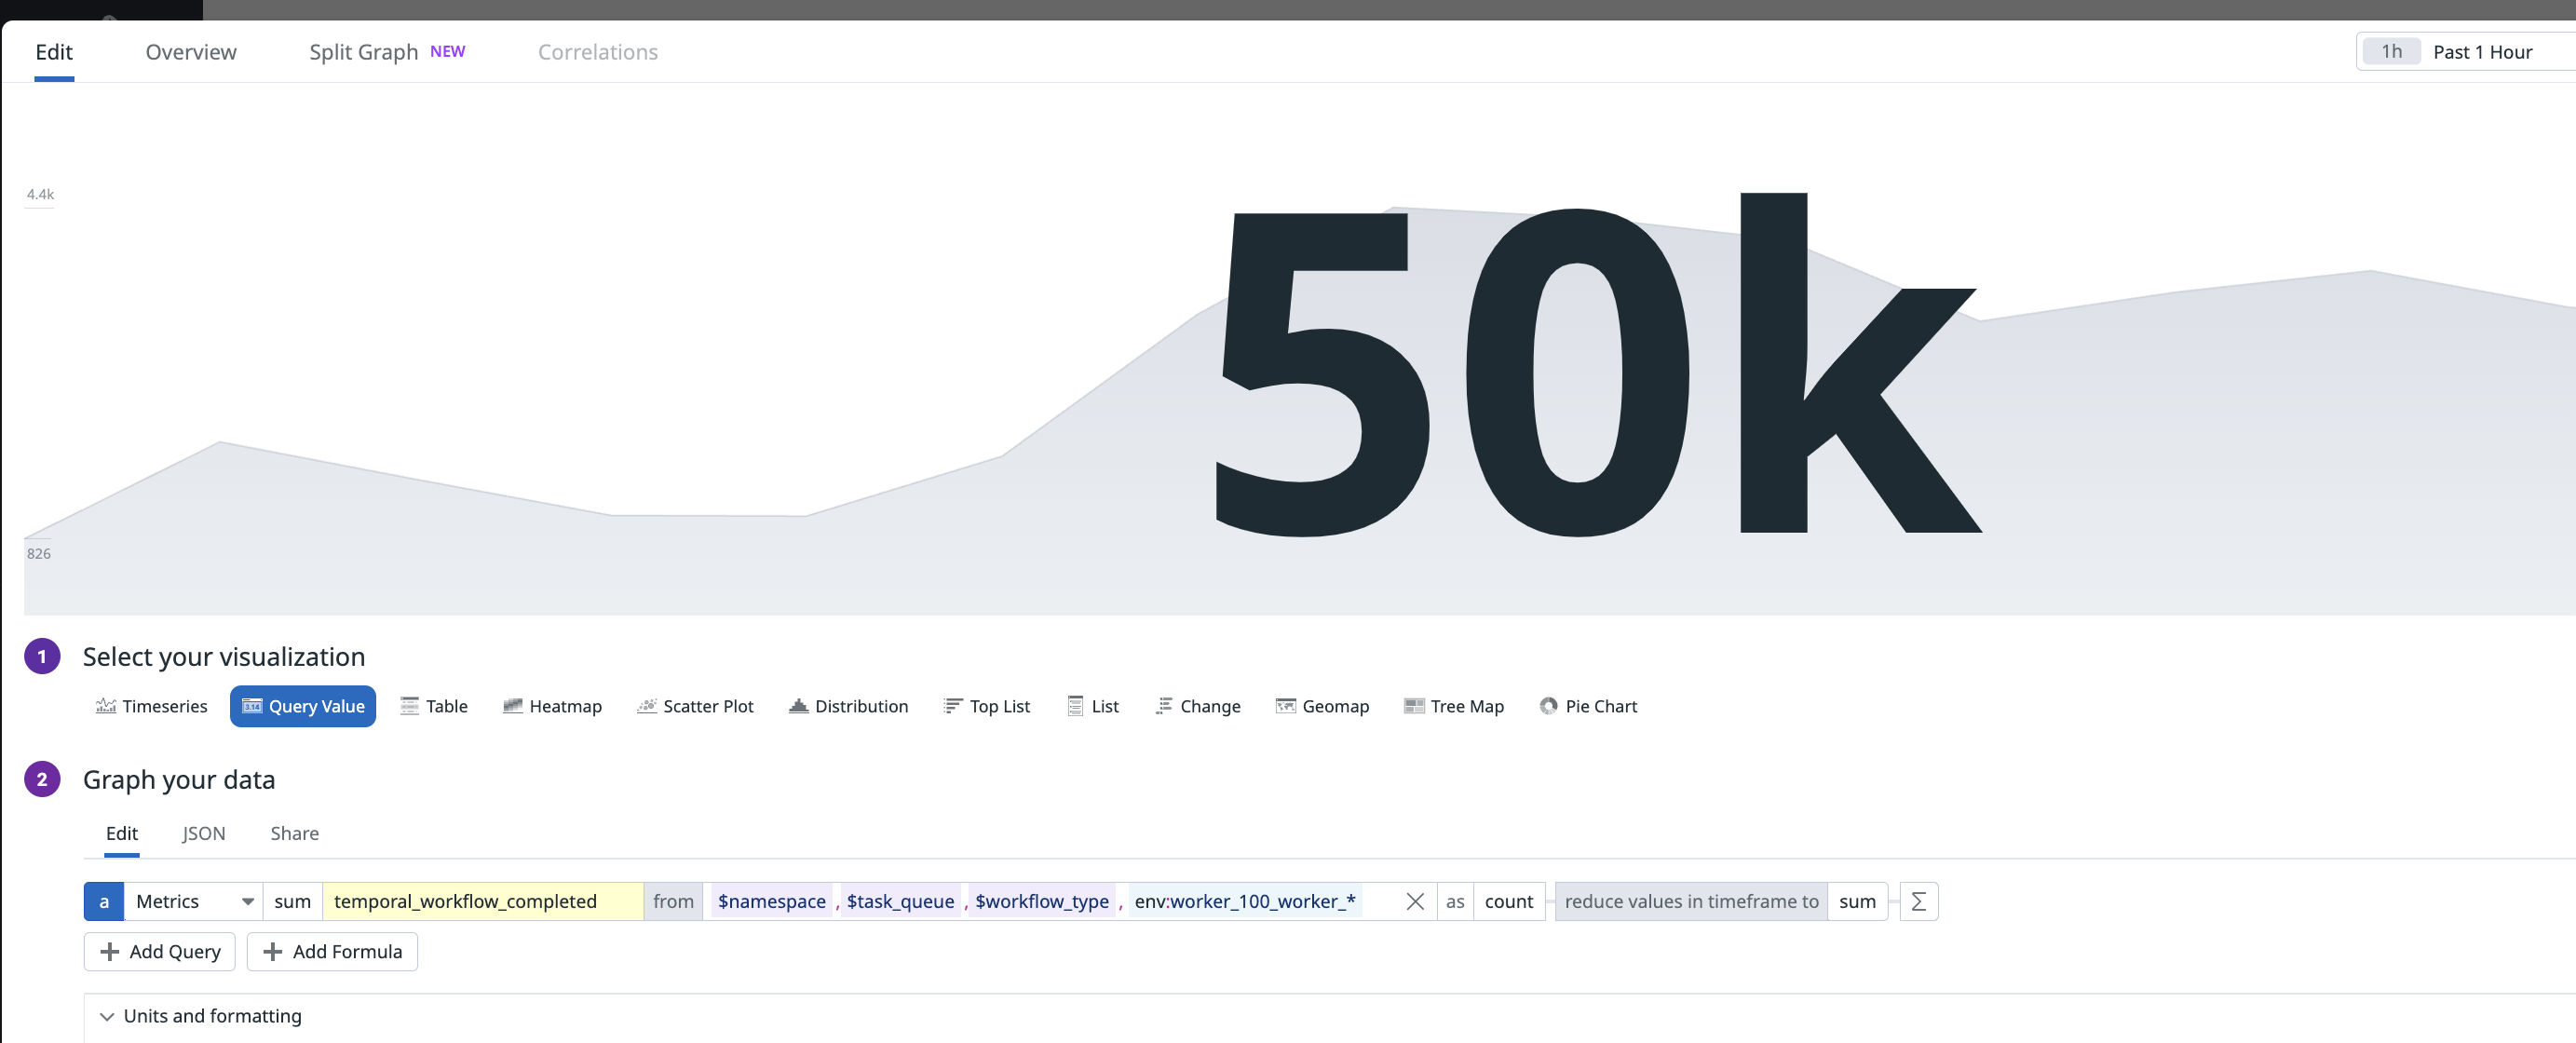 Edit Overview Split Graph NEW Correlations 1h Past 1 Hour
4.4k
50k
826
1 Select your visualization
Timeseries Query Value Table Heatmap Scatter Plot Distribution Top List List Change Geomap Tree Map Pie Chart
2 Graph your data
Edit JSON Share
a Metrics sum temporal_workflow_completed from $namespace , $task_queue , $workflow_type , env:worker_100_worker_* as count reduce values in timeframe to sum Σ
Add Query Add Formula
Units and formatting